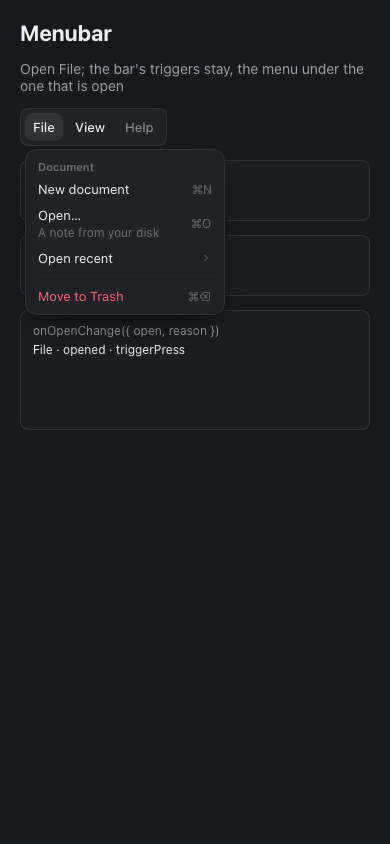 Menubar
Open File; the bar's triggers stay, the menu under the
one that is open
File View Help
Document
New document ⌘N
Open… ⌘O
A note from your disk
Open recent
Move to Trash ⌘⌫
onOpenChange({ open, reason })
File · opened · triggerPress